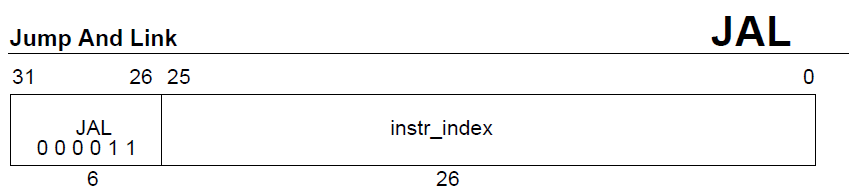 Jump And Link JAL
31 26 25 0
JAL instr_index
0 0 0 0 1 1
6 26